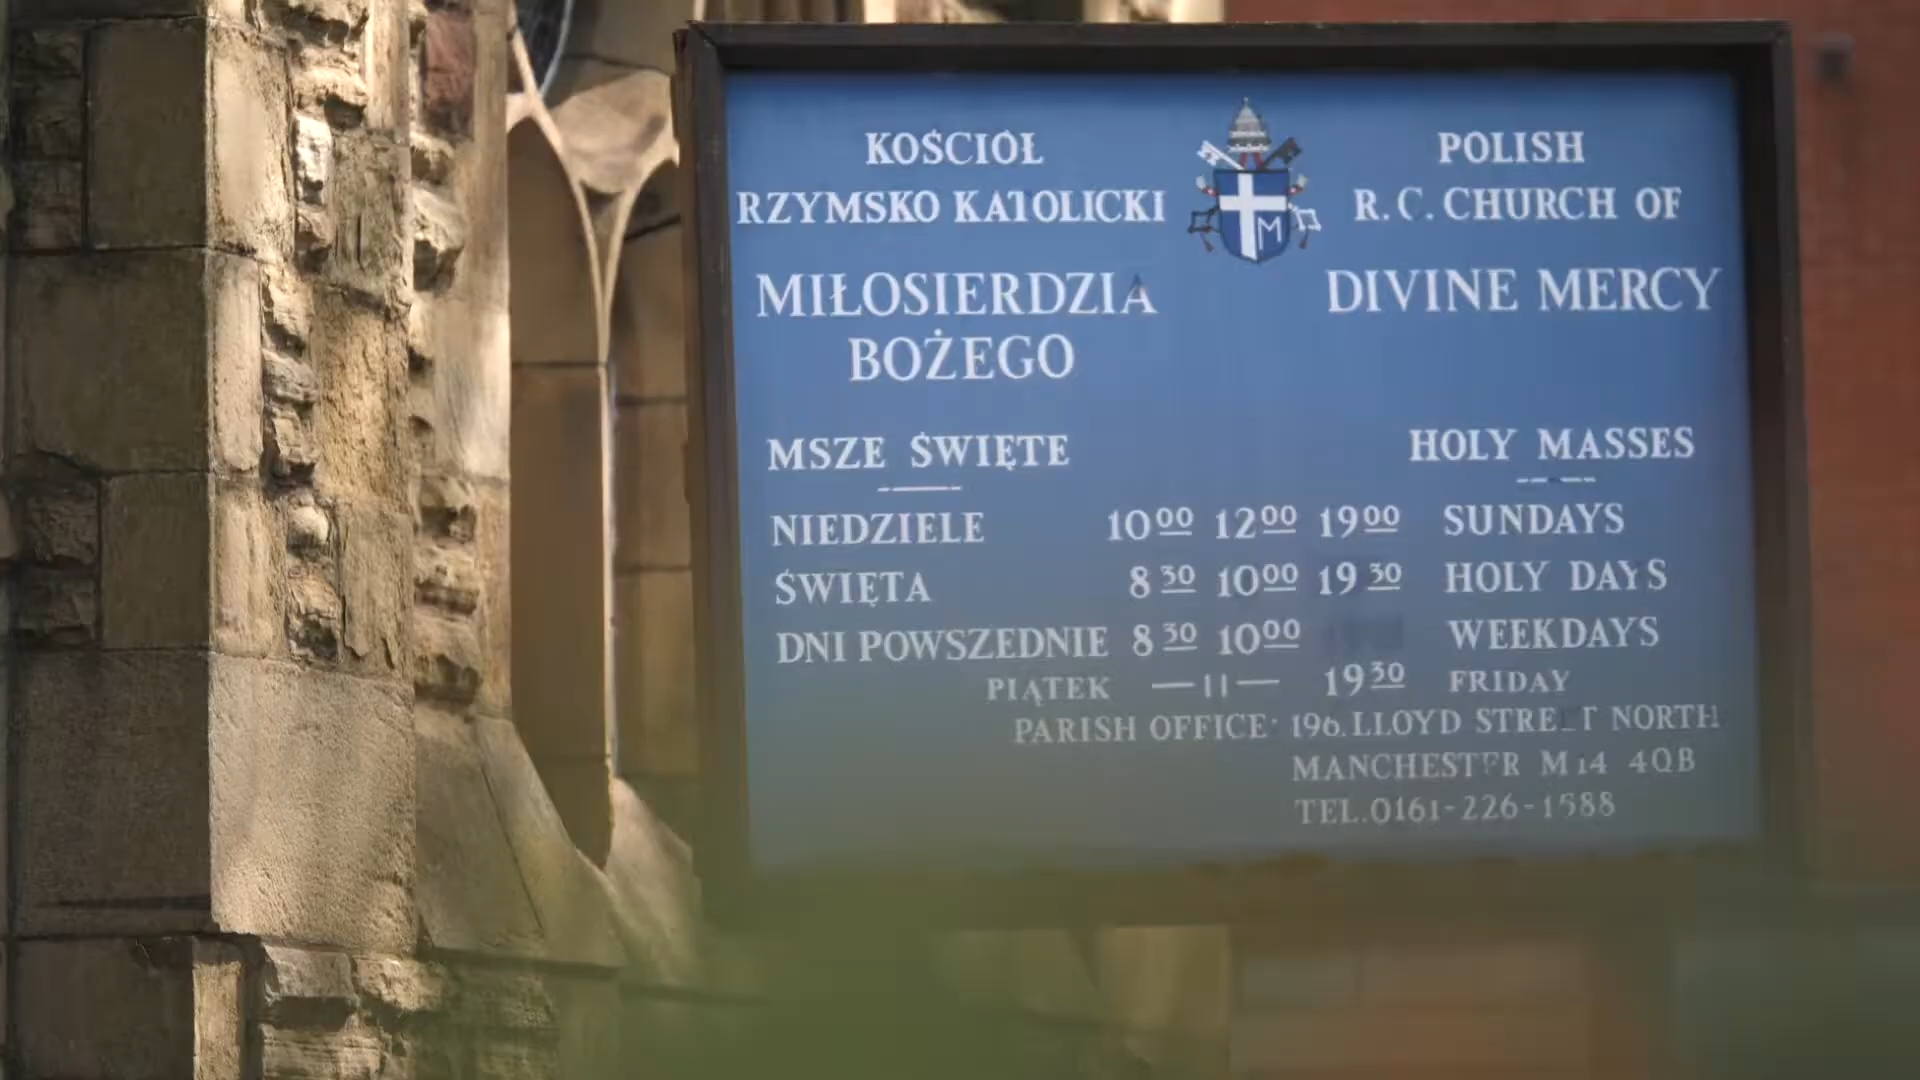 KOŚCIÓŁ
RZYMSKO KATOLICKI
MIŁOSIERDZIA
BOŻEGO
M
POLISH
R.C. CHURCH OF
DIVINE MERCY
MSZE ŚWIĘTE
HOLY MASSES
NIEDZIELE 10 00 12 00 19 00 SUNDAYS
ŚWIĘTA 8 30 10 00 19 30 HOLY DAYS
DNI POWSZEDNIE 8 30 10 00 WEEKDAYS
PIĄTEK — 11 — 19 30 FRIDAY
PARISH OFFICE: 196. LLOYD STREET NORTH
MANCHESTER M14 4QB
TEL. 0161-226-1588